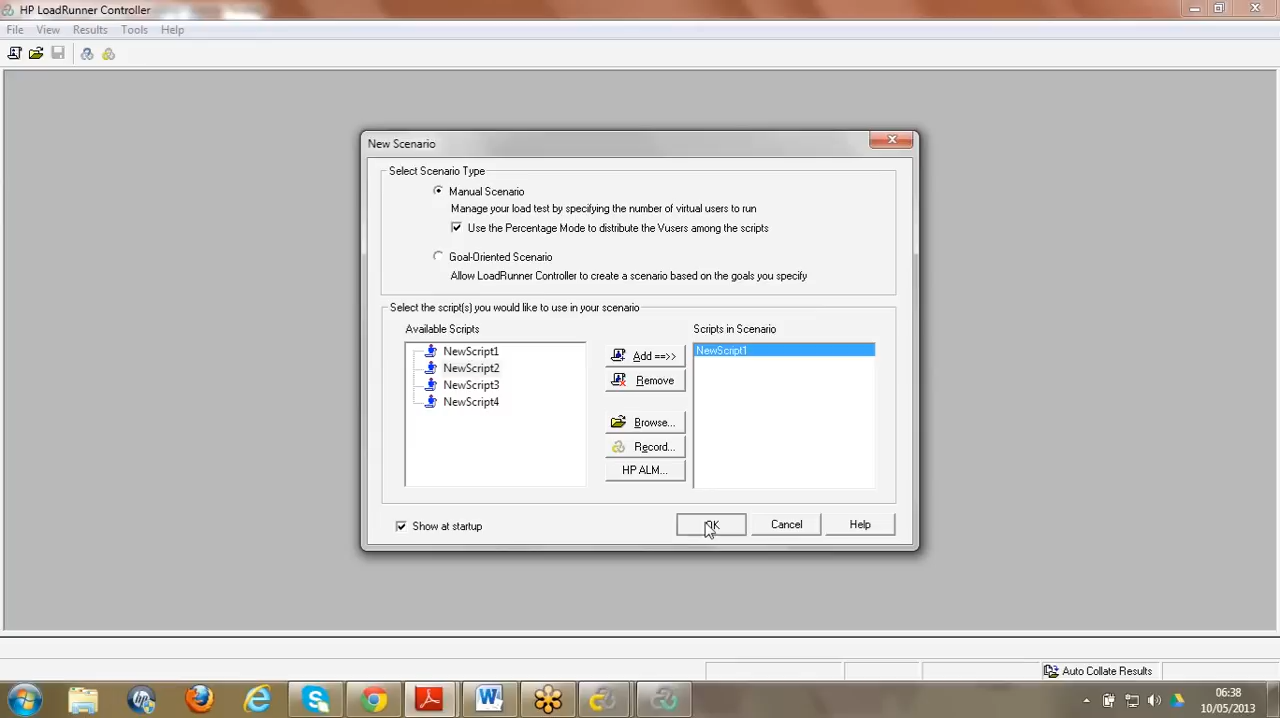 HP LoadRunner Controller
File View Results Tools Help
New Scenario
Select Scenario Type
Manual Scenario
Manage your load test by specifying the number of virtual users to run
Use the Percentage Mode to distribute the Vusers among the scripts
Goal-Oriented Scenario
Allow LoadRunner Controller to create a scenario based on the goals you specify
Select the script(s) you would like to use in your scenario
Available Scripts
Scripts in Scenario
NewScript1
NewScript2
NewScript3
NewScript4
Add ==>>
Remove
Browse...
Record...
HP ALM...
NewScript1
Show at startup
OK
Cancel
Help
Auto Collate Results
06:38
10/05/2013